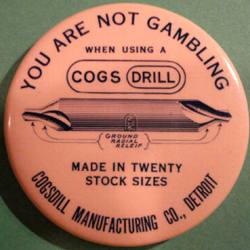 YOU ARE NOT GAMBLING
WHEN USING A
COGS DRILL
GROUND
RADIAL
RELIEF
MADE IN TWENTY
STOCK SIZES
COGSDILL MANUFACTURING CO., DETROIT